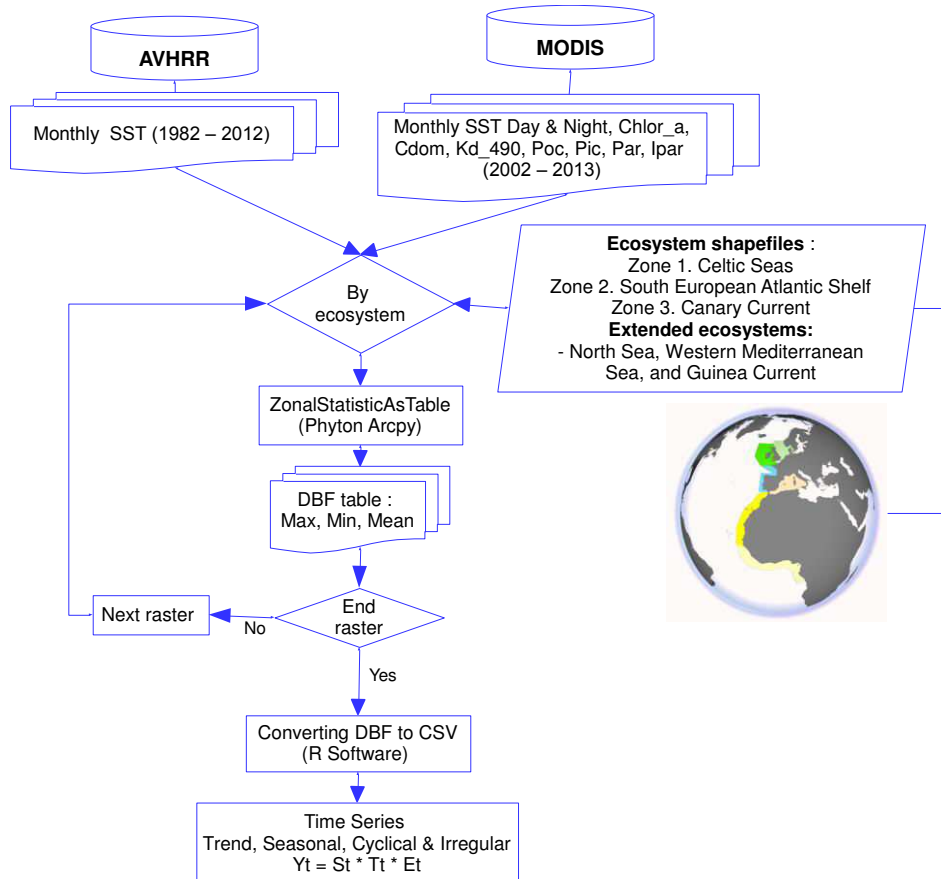 AVHRR
MODIS
Monthly SST (1982 – 2012)
Monthly SST Day & Night, Chlor_a,
Cdom, Kd_490, Poc, Pic, Par, Ipar
(2002 – 2013)
Ecosystem shapefiles :
Zone 1. Celtic Seas
Zone 2. South European Atlantic Shelf
Zone 3. Canary Current
Extended ecosystems:
- North Sea, Western Mediterranean
Sea, and Guinea Current
By
ecosystem
ZonalStatisticAsTable
(Phyton Arcpy)
DBF table :
Max, Min, Mean
End
raster
Next raster
No
Yes
Converting DBF to CSV
(R Software)
Time Series
Trend, Seasonal, Cyclical & Irregular
Yt = St * Tt * Et